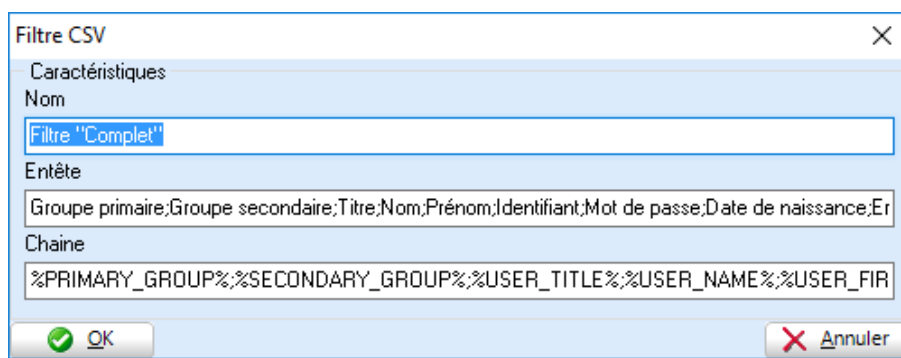 Filtre CSV
Caractéristiques
Nom
Filtre "Complet"
Entête
Groupe primaire;Groupe secondaire;Titre;Nom;Prénom;Identifiant;Mot de passe;Date de naissance;Er
Chaine
%PRIMARY_GROUP%;%SECONDARY_GROUP%;%USER_TITLE%;%USER_NAME%;%USER_FIR
OK Annuler